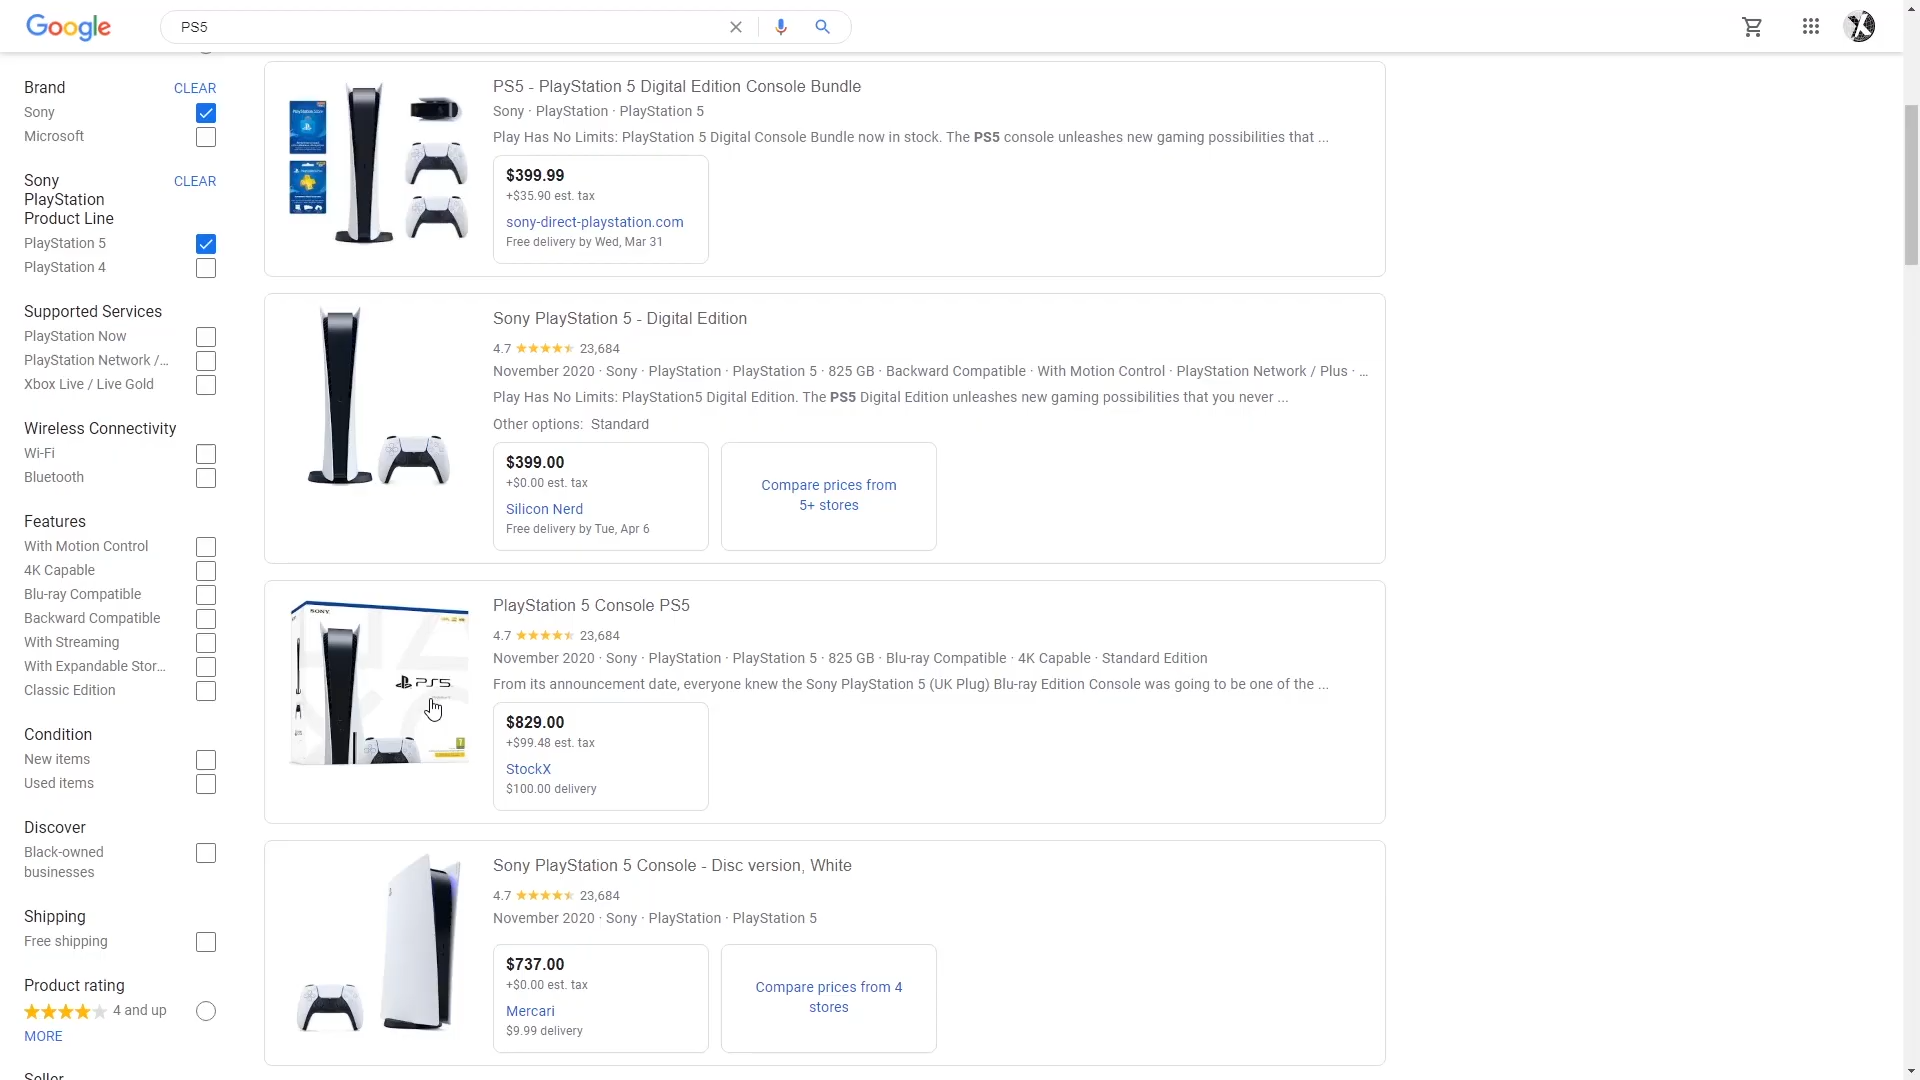 Google
PS5
Brand
CLEAR
Sony
Microsoft
Sony
PlayStation
Product Line
CLEAR
PlayStation 5
PlayStation 4
Supported Services
PlayStation Now
PlayStation Network /...
Xbox Live / Live Gold
Wireless Connectivity
Wi-Fi
Bluetooth
Features
With Motion Control
4K Capable
Blu-ray Compatible
Backward Compatible
With Streaming
With Expandable Stor...
Classic Edition
Condition
New items
Used items
Discover
Black-owned
businesses
Shipping
Free shipping
Product rating
4 and up
MORE
Seller
PS5 - PlayStation 5 Digital Edition Console Bundle
Sony · PlayStation · PlayStation 5
Play Has No Limits: PlayStation 5 Digital Console Bundle now in stock. The PS5 console unleashes new gaming possibilities that ...
$399.99
+$35.90 est. tax
sony-direct-playstation.com
Free delivery by Wed, Mar 31
Sony PlayStation 5 - Digital Edition
4.7 23,684
November 2020 · Sony · PlayStation · PlayStation 5 · 825 GB · Backward Compatible · With Motion Control · PlayStation Network / Plus · ...
Play Has No Limits: PlayStation5 Digital Edition. The PS5 Digital Edition unleashes new gaming possibilities that you never ...
Other options: Standard
$399.00
+$0.00 est. tax
Silicon Nerd
Free delivery by Tue, Apr 6
Compare prices from
5+ stores
SONY
PS5
PlayStation 5 Console PS5
4.7 23,684
November 2020 · Sony · PlayStation · PlayStation 5 · 825 GB · Blu-ray Compatible · 4K Capable · Standard Edition
From its announcement date, everyone knew the Sony PlayStation 5 (UK Plug) Blu-ray Edition Console was going to be one of the ...
$829.00
+$99.48 est. tax
StockX
$100.00 delivery
Sony PlayStation 5 Console - Disc version, White
4.7 23,684
November 2020 · Sony · PlayStation · PlayStation 5
$737.00
+$0.00 est. tax
Mercari
$9.99 delivery
Compare prices from 4
stores